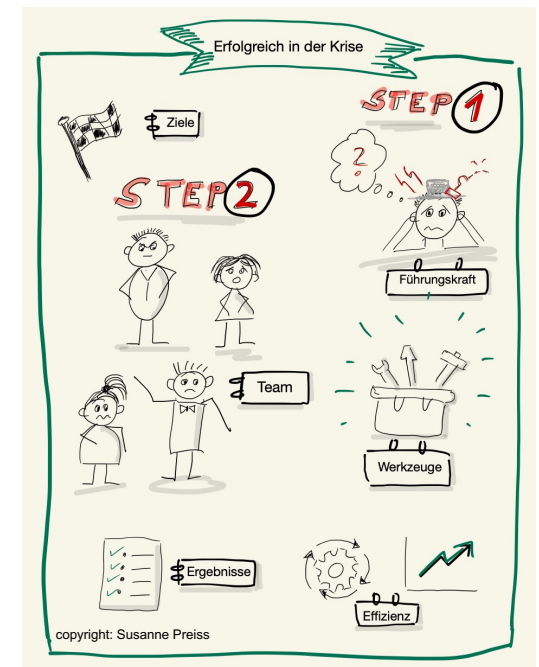 Erfolgreich in der Krise
STEP 1
Ziele
STEP 2
?
Führungskraft
Team
Werkzeuge
Ergebnisse
Effizienz
copyright: Susanne Preiss